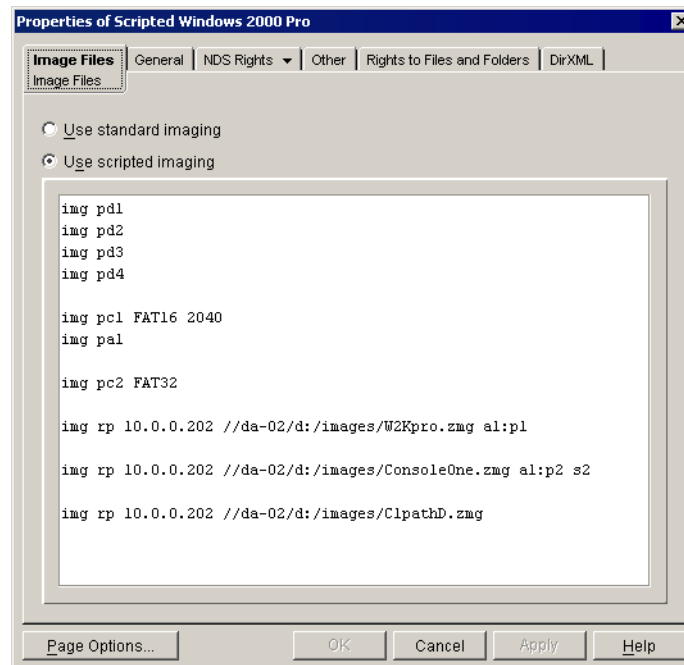 Properties of Scripted Windows 2000 Pro
Image Files General NDS Rights Other Rights to Files and Folders DirXML
Image Files
Use standard imaging
Use scripted imaging
img pd1
img pd2
img pd3
img pd4
img pc1 FAT16 2040
img pa1
img pc2 FAT32
img rp 10.0.0.202 //da-02/d:/images/W2Kpro.zmg a1:p1
img rp 10.0.0.202 //da-02/d:/images/ConsoleOne.zmg a1:p2 s2
img rp 10.0.0.202 //da-02/d:/images/C1pathD.zmg
Page Options... OK Cancel Apply Help